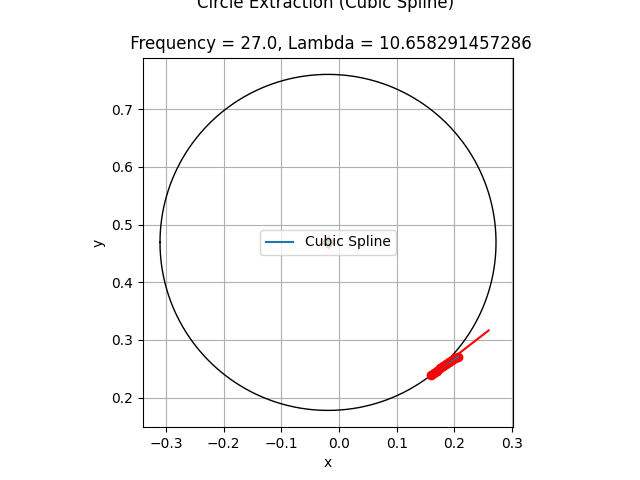 Circle Extraction (Cubic Spline)
Frequency = 27.0, Lambda = 10.658291457286
0.7
0.6
0.5
0.4
0.3
0.2
y
Cubic Spline
−0.3 −0.2 −0.1 0.0 0.1 0.2 0.3
x